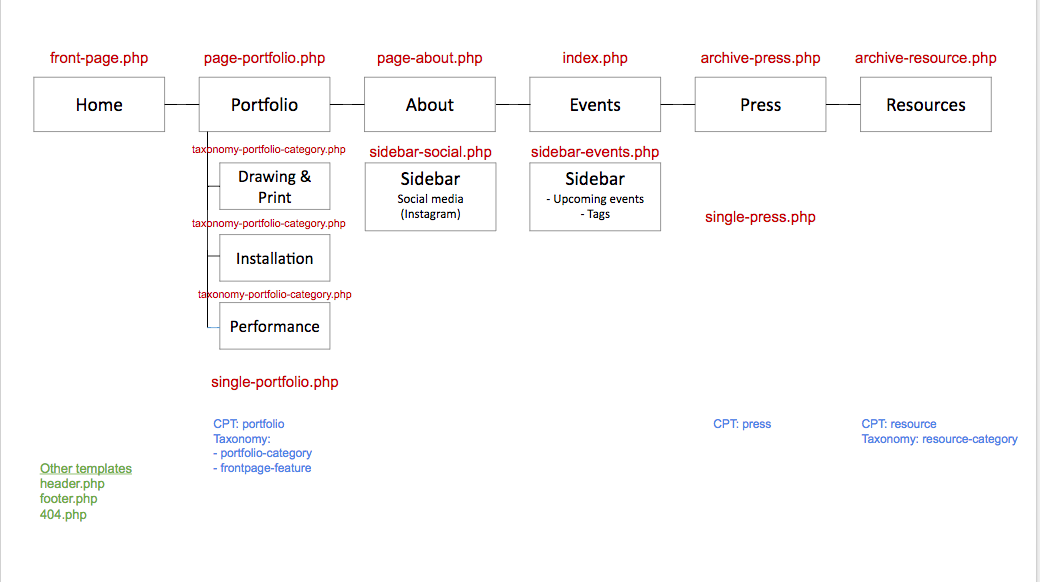 front-page.php
page-portfolio.php
page-about.php
index.php
archive-press.php
archive-resource.php
Home
Portfolio
About
Events
Press
Resources
taxonomy-portfolio-category.php
Drawing &
Print
taxonomy-portfolio-category.php
Installation
taxonomy-portfolio-category.php
Performance
single-portfolio.php
CPT: portfolio
Taxonomy:
- portfolio-category
- frontpage-feature
sidebar-social.php
Sidebar
Social media
(Instagram)
sidebar-events.php
Sidebar
- Upcoming events
- Tags
single-press.php
CPT: press
CPT: resource
Taxonomy: resource-category
Other templates
header.php
footer.php
404.php